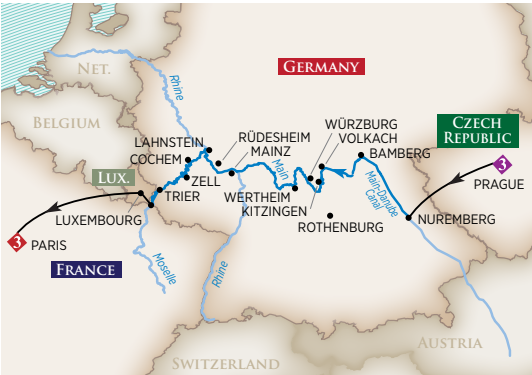 NET.
Rhine
GERMANY
BELGIUM
CZECH
REPUBLIC
WÜRZBURG
VOLKACH
LAHNSTEIN
RÜDESHEIM
COCHEM
MAINZ
BAMBERG
3
Main
LUX.
ZELL
PRAGUE
TRIER
WERTHEIM
KITZINGEN
Main-Danube
Canal
LUXEMBOURG
NUREMBERG
ROTHENBURG
3
PARIS
FRANCE
Moselle
Rhine
AUSTRIA
SWITZERLAND